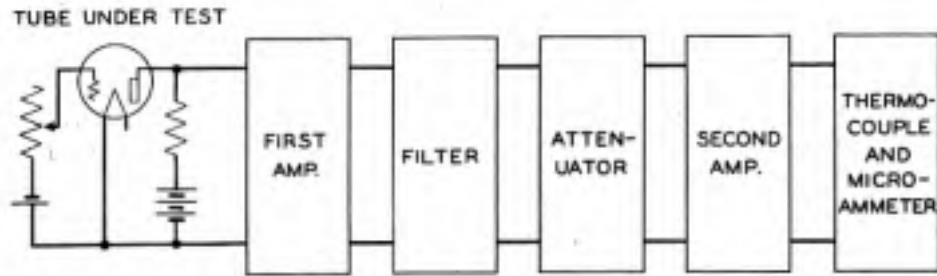 TUBE UNDER TEST
FIRST
AMP.
FILTER
ATTEN-
UATOR
SECOND
AMP.
THERMO-
COUPLE
AND
MICRO-
AMMETER